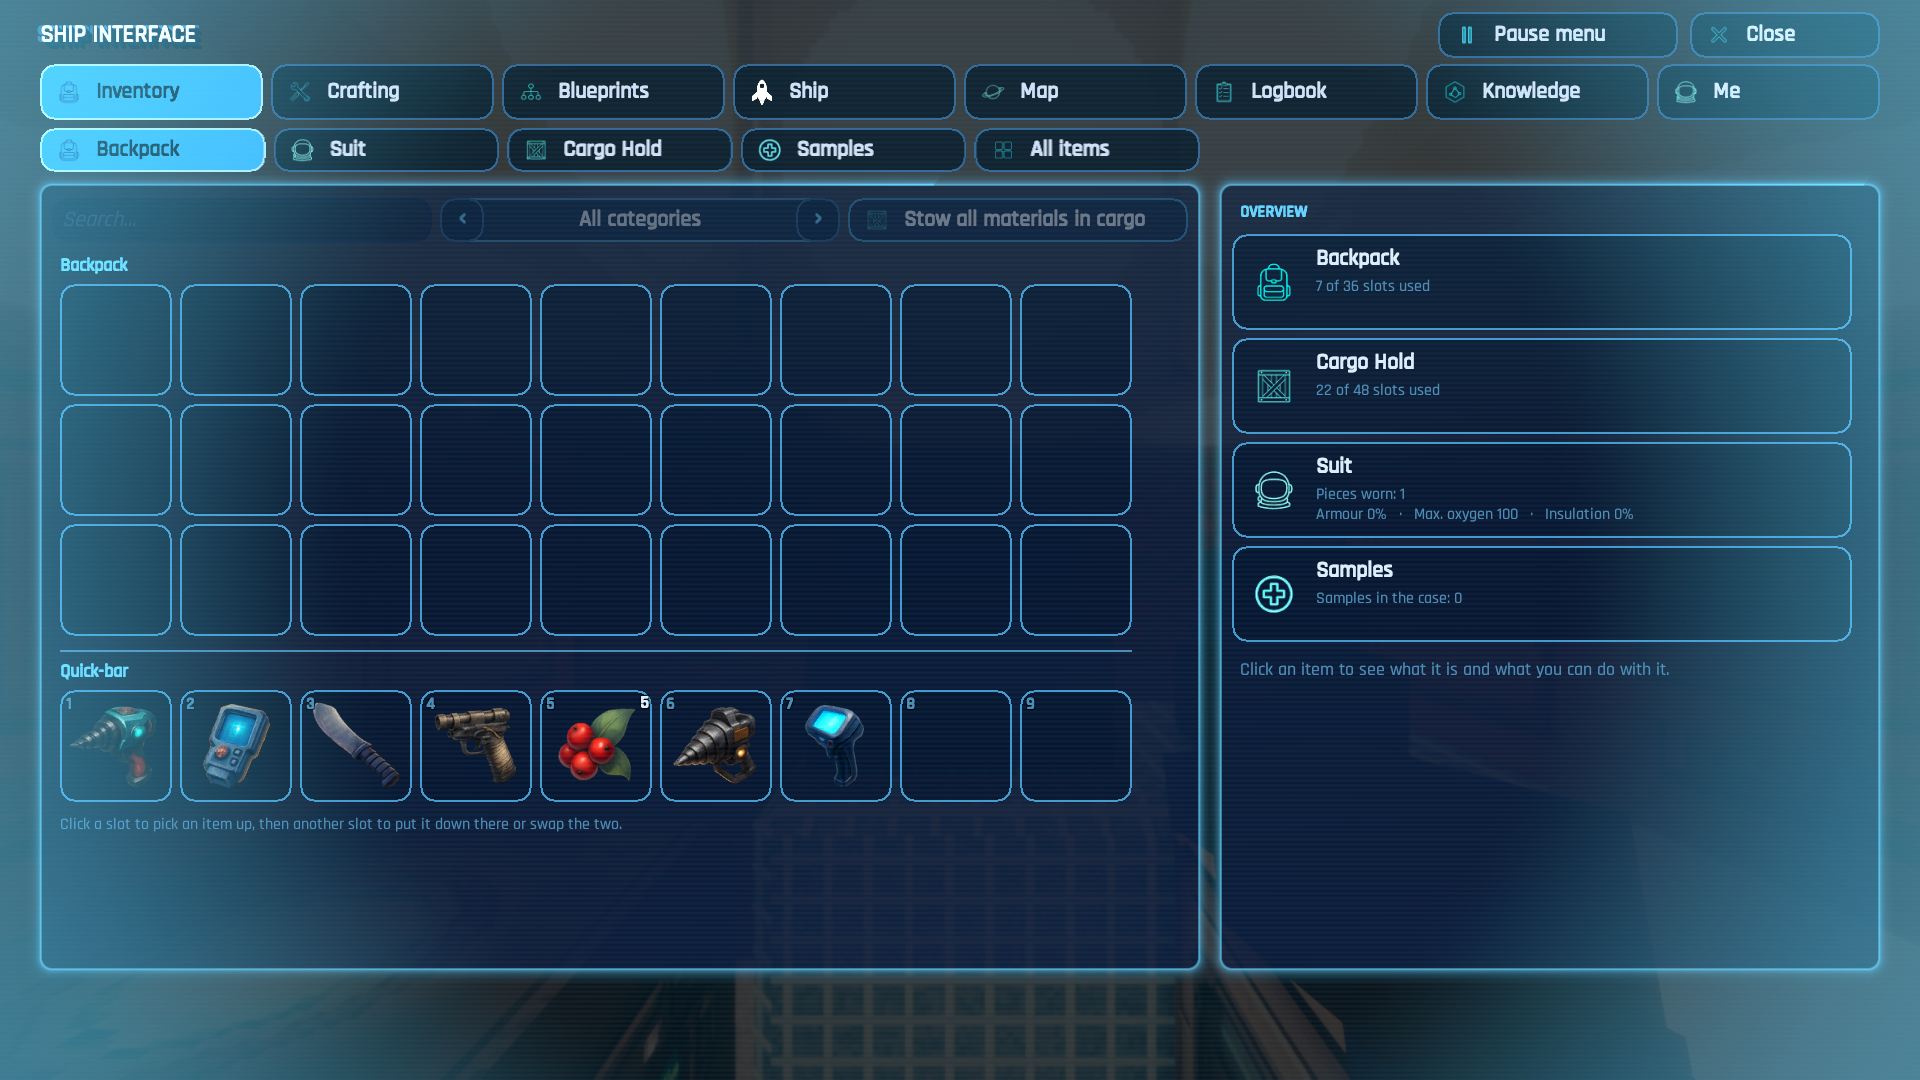 SHIP INTERFACE
Pause menu
Close
Inventory
Crafting
Blueprints
Ship
Map
Logbook
Knowledge
Me
Backpack
Suit
Cargo Hold
Samples
All items
Search...
All categories
Stow all materials in cargo
Backpack
Quick-bar
1
2
3
4
5
5
6
7
8
9
Click a slot to pick an item up, then another slot to put it down there or swap the two.
OVERVIEW
Backpack
7 of 36 slots used
Cargo Hold
22 of 48 slots used
Suit
Pieces worn: 1
Armour 0% · Max. oxygen 100 · Insulation 0%
Samples
Samples in the case: 0
Click an item to see what it is and what you can do with it.